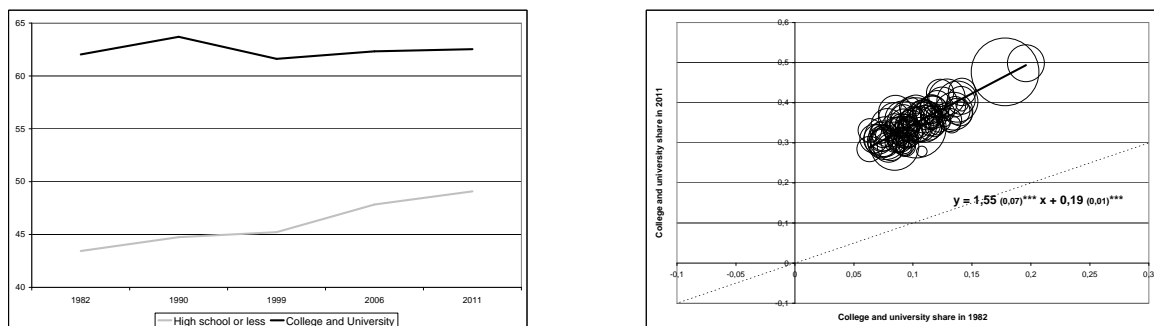 65
60
55
50
45
40
1982 1990 1999 2006 2011
High school or less College and University
College and university share in 2011
0,6
0,5
0,4
0,3
0,2
0,1
0
-0,1 -0,05 0 0,05 0,1 0,15 0,2 0,25 0,3
-0,1
y = 1,55 (0,07)*** x + 0,19 (0,01)***
College and university share in 1982